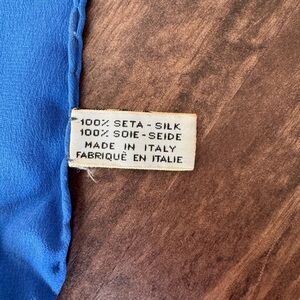 100% SETA - SILK
100% SOIE - SEIDE
MADE IN ITALY
FABRIQUÉ EN ITALIE